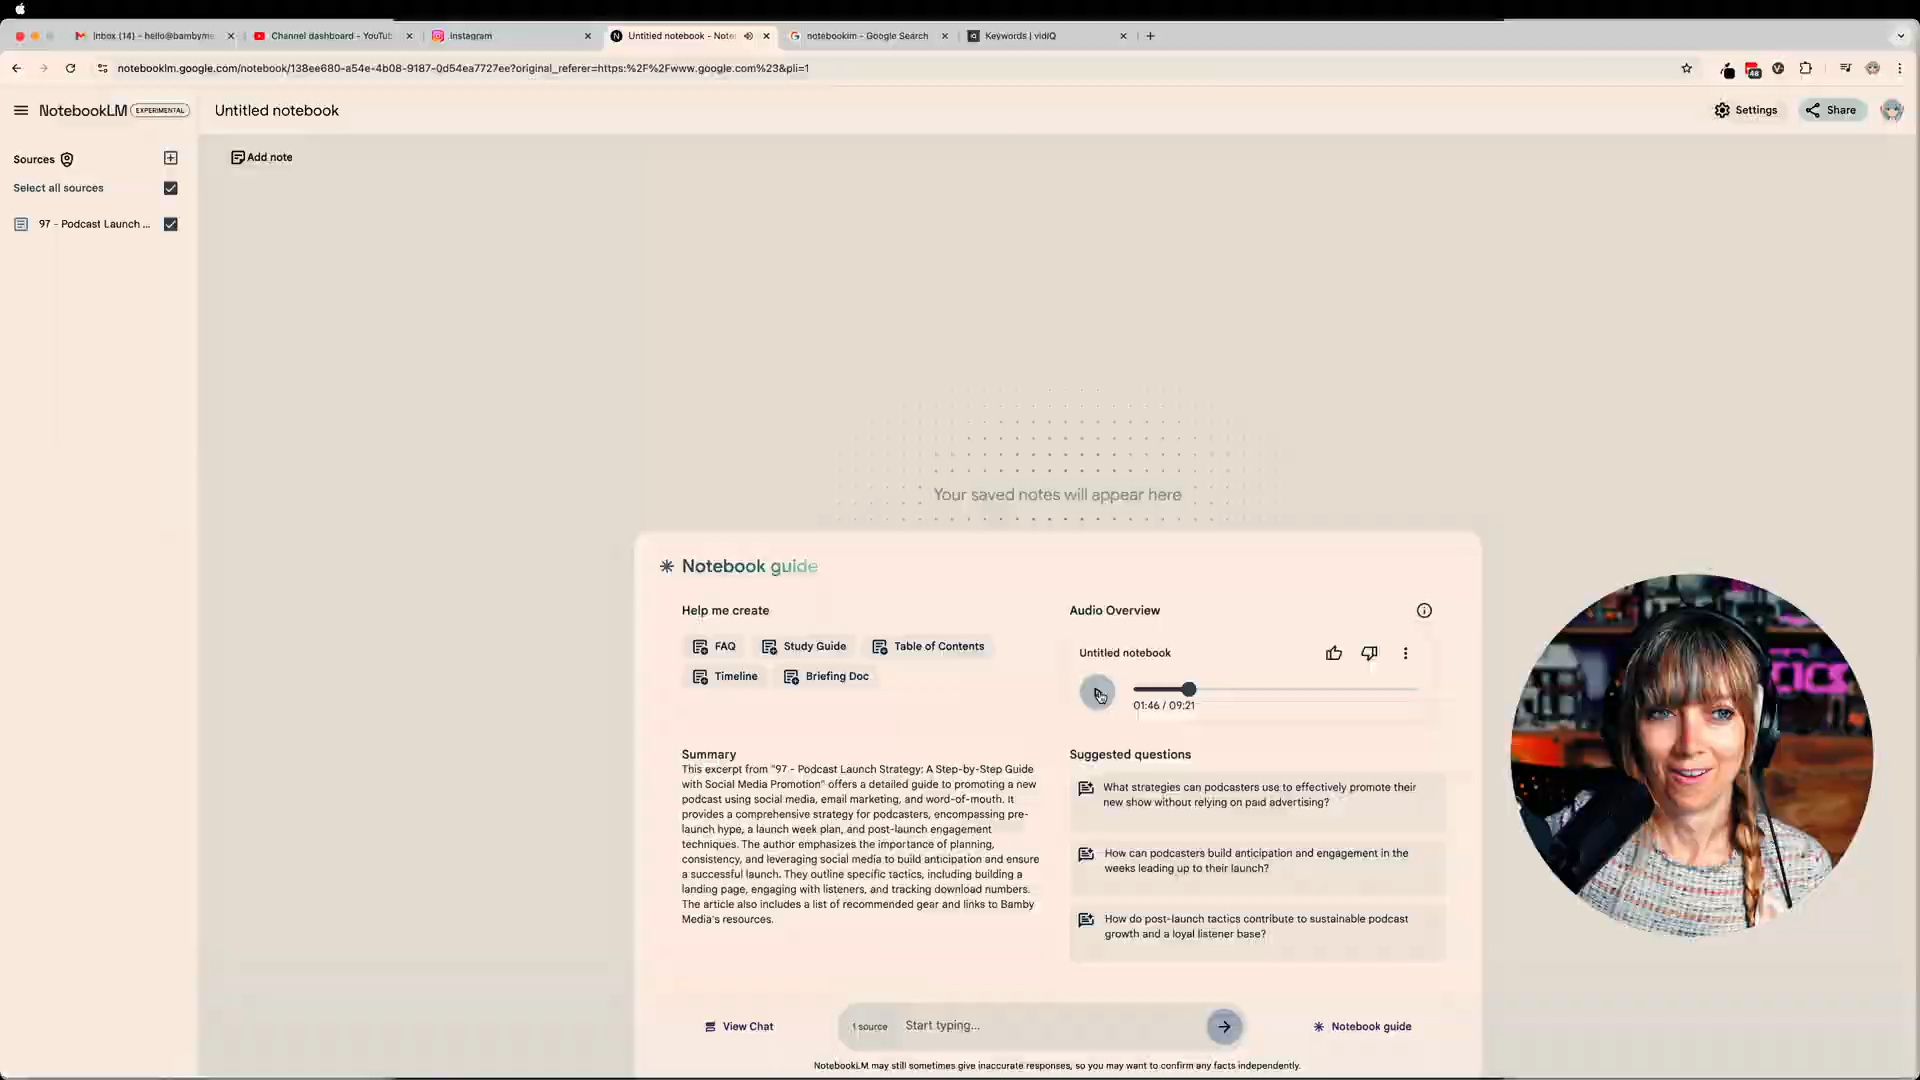 Inbox (14) - hello@bambyme
Channel dashboard - YouTub
Instagram
Untitled notebook - Note
notebooklm - Google Search
Keywords | vidIQ
notebooklm.google.com/notebook/138ee680-a54e-4b08-9187-0d54ea7727ee?original_referer=https:%2F%2Fwww.google.com%23&pli=1
48
NotebookLM
EXPERIMENTAL
Untitled notebook
Settings
Share
Sources
Add note
Select all sources
97 - Podcast Launch ...
Your saved notes will appear here
Notebook guide
Help me create
FAQ
Study Guide
Table of Contents
Timeline
Briefing Doc
Audio Overview
Untitled notebook
01:46 / 09:21
Summary
This excerpt from "97 - Podcast Launch Strategy: A Step-by-Step Guide
with Social Media Promotion" offers a detailed guide to promoting a new
podcast using social media, email marketing, and word-of-mouth. It
provides a comprehensive strategy for podcasters, encompassing pre-
launch hype, a launch week plan, and post-launch engagement
techniques. The author emphasizes the importance of planning,
consistency, and leveraging social media to build anticipation and ensure
a successful launch. They outline specific tactics, including building a
landing page, engaging with listeners, and tracking download numbers.
The article also includes a list of recommended gear and links to Bamby
Media's resources.
Suggested questions
What strategies can podcasters use to effectively promote their
new show without relying on paid advertising?
How can podcasters build anticipation and engagement in the
weeks leading up to their launch?
How do post-launch tactics contribute to sustainable podcast
growth and a loyal listener base?
View Chat
1 source
Start typing...
Notebook guide
NotebookLM may still sometimes give inaccurate responses, so you may want to confirm any facts independently.